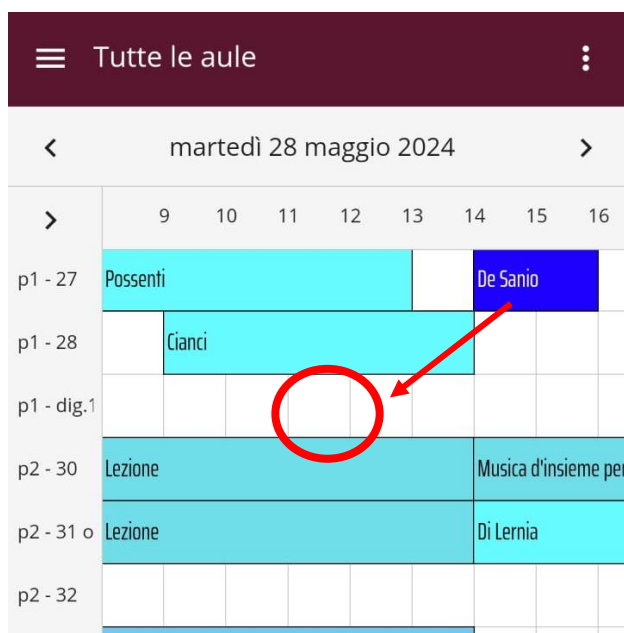 Tutte le aule
martedì 28 maggio 2024
9 10 11 12 13 14 15 16
p1 - 27 Possenti De Sanio
p1 - 28 Cianci
p1 - dig.1
p2 - 30 Lezione Musica d'insieme per
p2 - 31 o Lezione Di Lernia
p2 - 32